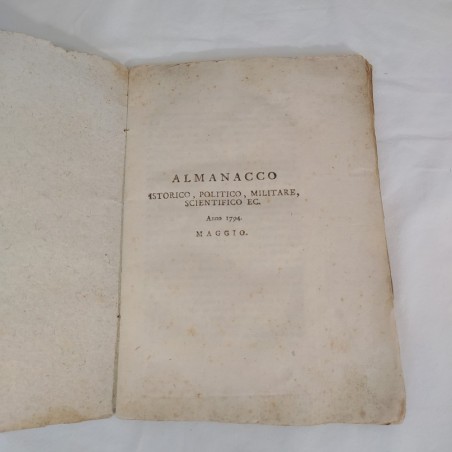 ALMANACCO
ISTORICO, POLITICO, MILITARE,
SCIENTIFICO EC.
Anno 1794.
MAGGIO.